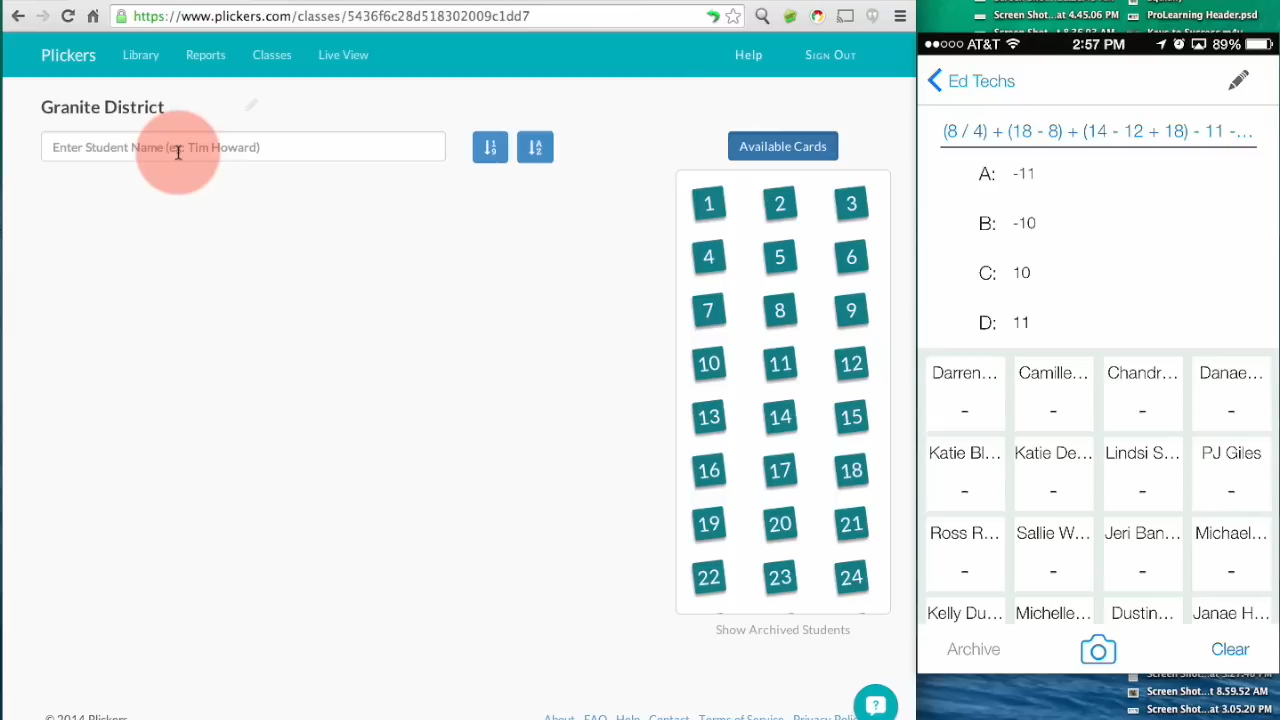 https://www.plickers.com/classes/5436f6c28d518302009c1dd7
Plickers Library Reports Classes Live View Help SIGN OUT
Granite District
Enter Student Name (ex: Tim Howard)
1 9
A Z
Available Cards
1 2 3
4 5 6
7 8 9
10 11 12
13 14 15
16 17 18
19 20 21
22 23 24
Show Archived Students
© 2014 Plickers
About FAQ Help Contact Terms of Service Privacy Polic
?
Screen Shot...at 4.45.06 PM
ProLearning Header.psd
AT&T 2:57 PM 89%
Ed Techs
(8 / 4) + (18 - 8) + (14 - 12 + 18) - 11 -...
A: -11
B: -10
C: 10
D: 11
Darren... Camille... Chandr... Danae...
- - - -
Katie Bl... Katie De... Lindsi S... PJ Giles
- - - -
Ross R... Sallie W... Jeri Ban... Michael...
- - - -
Kelly Du... Michelle... Dustin... Janae H...
Archive Clear
Screen Shot...t 8.59.52 AM
Screen Shot...at 3.05.20 PM